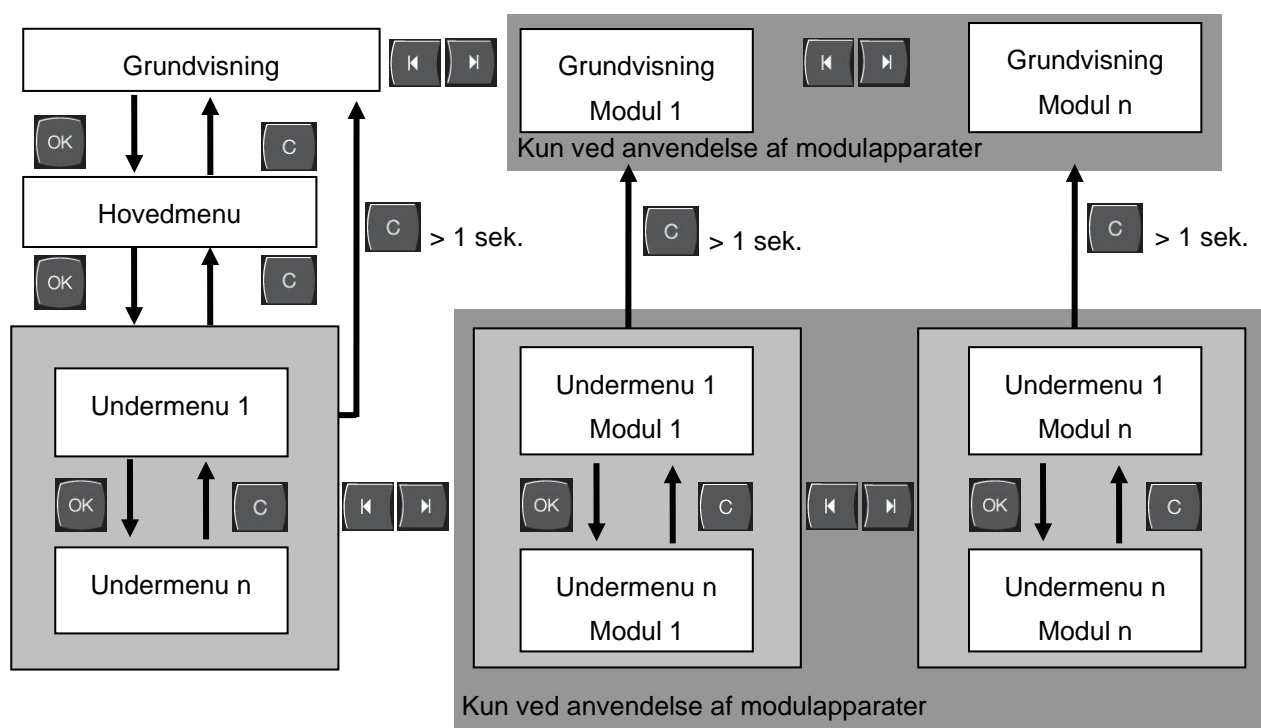 Grundvisning
Grundvisning
Modul 1
Grundvisning
Modul n
Kun ved anvendelse af modulapparater
OK
C
Hovedmenu
C
> 1 sek.
C
> 1 sek.
C
> 1 sek.
OK
C
Undermenu 1
Undermenu 1
Modul 1
Undermenu 1
Modul n
OK
C
OK
C
OK
C
Undermenu n
Undermenu n
Modul 1
Undermenu n
Modul n
Kun ved anvendelse af modulapparater